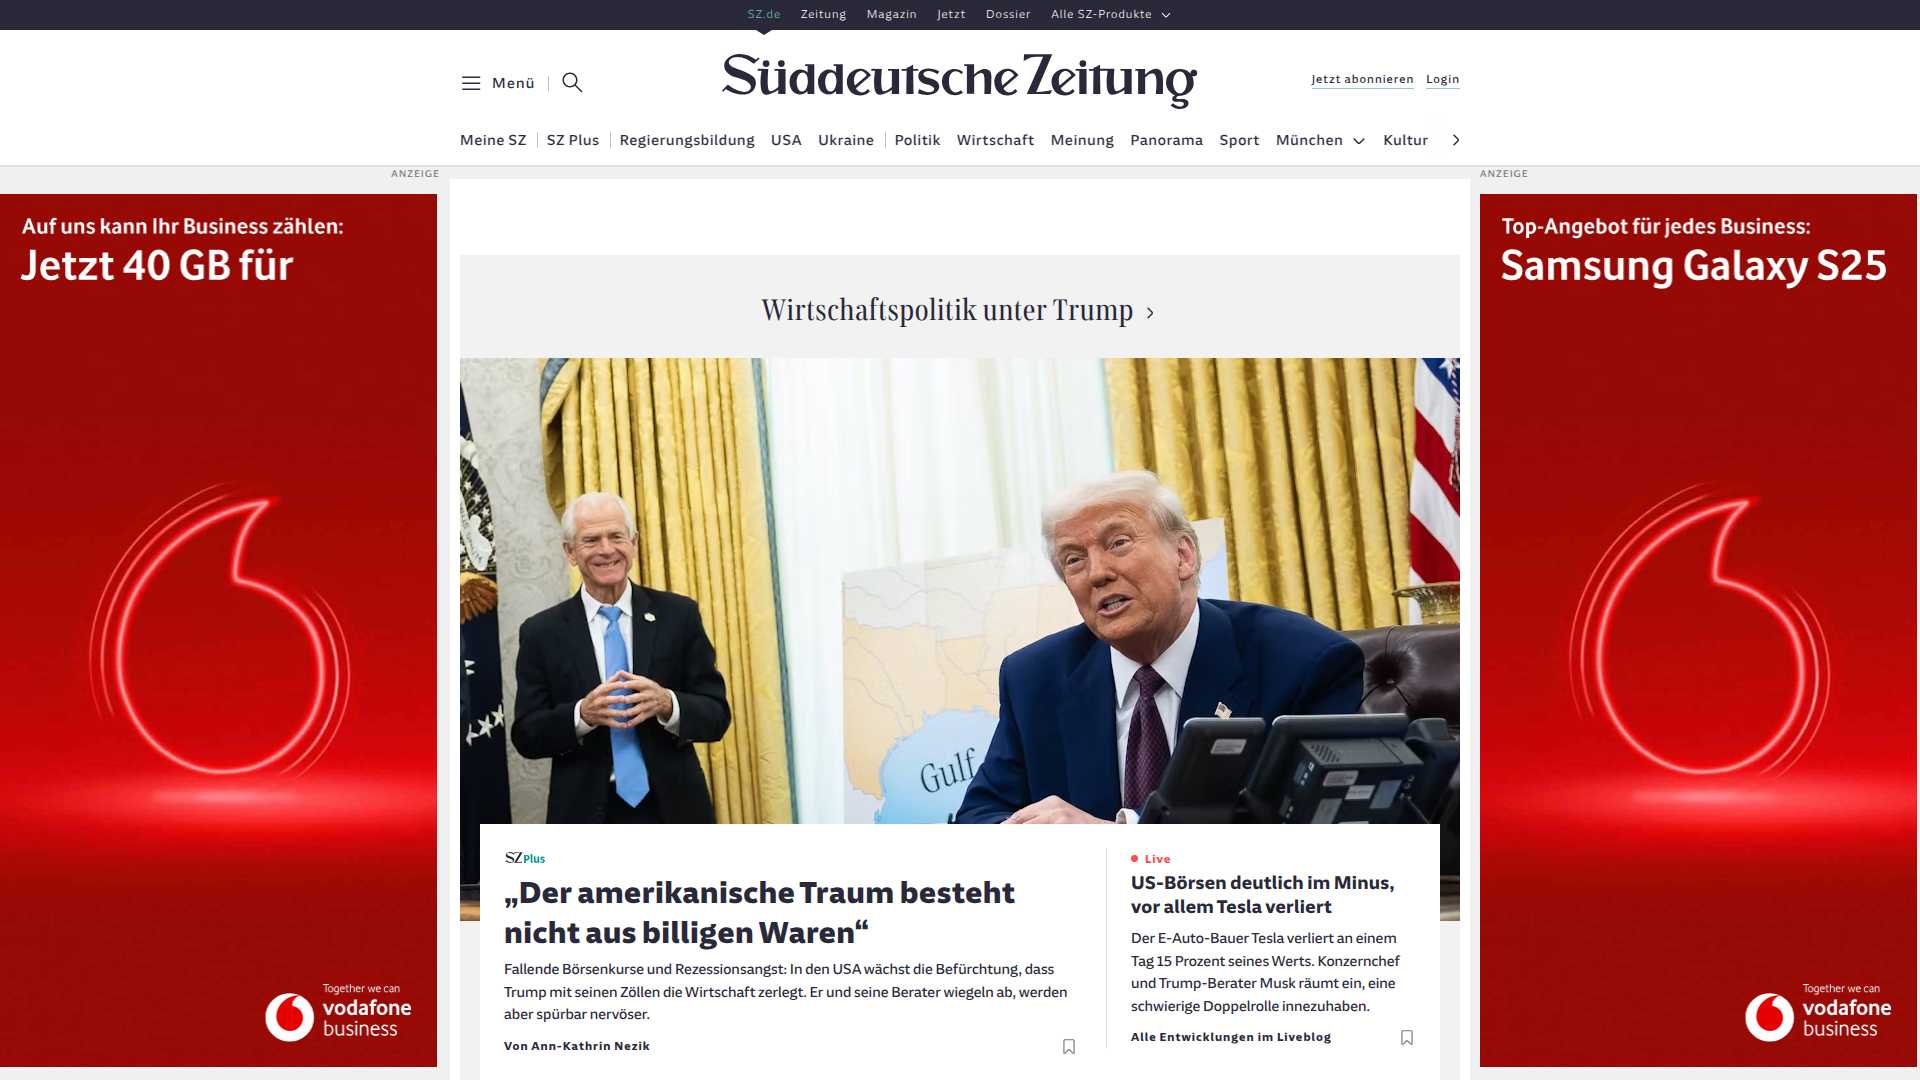 SZ.de Zeitung Magazin Jetzt Dossier Alle SZ-Produkte
Menü
Süddeutsche Zeitung
Jetzt abonnieren Login
Meine SZ SZ Plus Regierungsbildung USA Ukraine Politik Wirtschaft Meinung Panorama Sport München Kultur
ANZEIGE
Auf uns kann Ihr Business zählen:
Jetzt 40 GB für
Together we can
vodafone
business
Wirtschaftspolitik unter Trump
Gulf
SZ Plus
„Der amerikanische Traum besteht
nicht aus billigen Waren“
Fallende Börsenkurse und Rezessionsangst: In den USA wächst die Befürchtung, dass
Trump mit seinen Zöllen die Wirtschaft zerlegt. Er und seine Berater wiegeln ab, werden
aber spürbar nervöser.
Von Ann-Kathrin Nezik
Live
US-Börsen deutlich im Minus,
vor allem Tesla verliert
Der E-Auto-Bauer Tesla verliert an einem
Tag 15 Prozent seines Werts. Konzernchef
und Trump-Berater Musk räumt ein, eine
schwierige Doppelrolle innezuhaben.
Alle Entwicklungen im Liveblog
ANZEIGE
Top-Angebot für jedes Business:
Samsung Galaxy S25
Together we can
vodafone
business